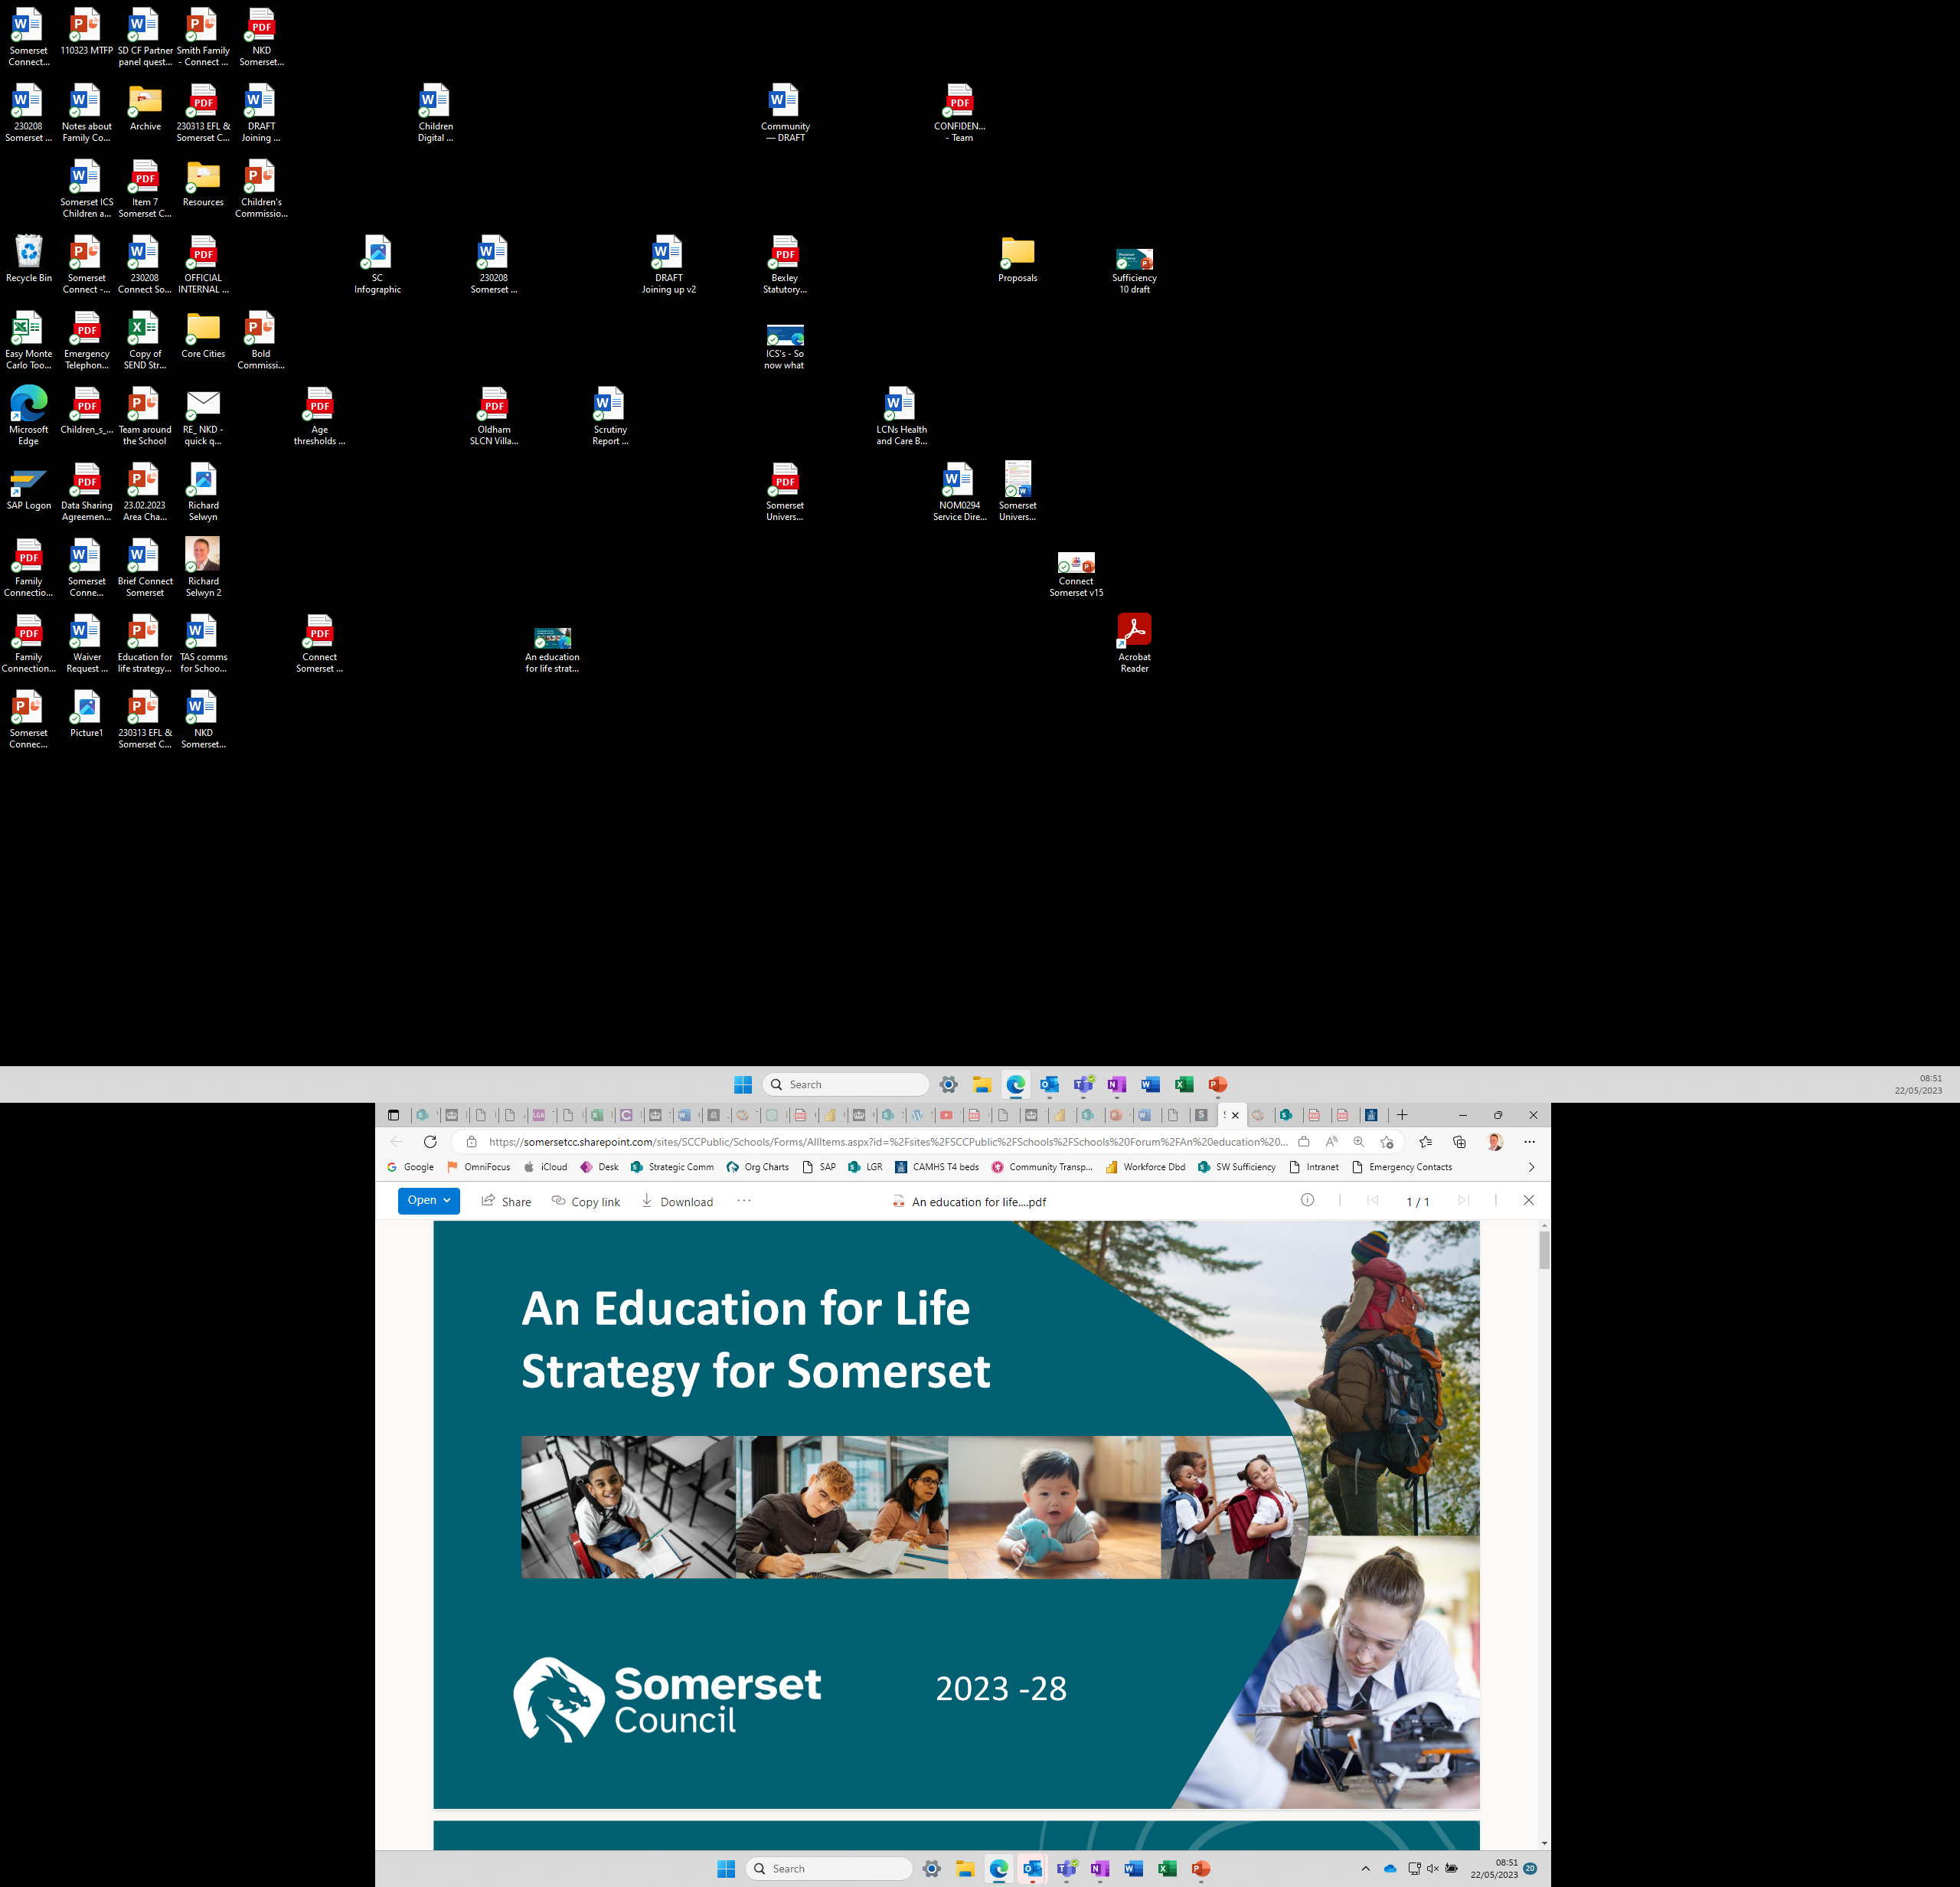 Somerset Connect...
110323 MTFP
SD CF Partner panel quest...
Smith Family - Connect ...
NKD Somerset...
230208 Somerset ...
Notes about Family Co...
Archive
230313 EFL & Somerset C...
DRAFT Joining ...
Children Digital ...
Community — DRAFT
CONFIDEN... - Team
Somerset ICS Children a...
Item 7 Somerset C...
Resources
Children's Commissio...
Recycle Bin
Somerset Connect -...
230208 Connect So...
OFFICIAL INTERNAL ...
SC Infographic
230208 Somerset ...
DRAFT Joining up v2
Bexley Statutory...
Proposals
Sufficiency 10 draft
Easy Monte Carlo Too...
Emergency Telephon...
Copy of SEND Str...
Core Cities
Bold Commissi...
ICS's - So now what
Microsoft Edge
Children_s_...
Team around the School
RE_ NKD - quick q...
Age thresholds ...
Oldham SLCN Villa...
Scrutiny Report ...
LCNs Health and Care B...
SAP Logon
Data Sharing Agreemen...
23.02.2023 Area Cha...
Richard Selwyn
Somerset Univers...
NOM0294 Service Dire...
Somerset Univers...
Family Connectio...
Somerset Conne...
Brief Connect Somerset
Richard Selwyn 2
Connect Somerset v15
Family Connection...
Waiver Request ...
Education for life strategy...
TAS comms for Schoo...
Connect Somerset ...
An education for life strat...
Acrobat Reader
Somerset Connec...
Picture1
230313 EFL & Somerset C...
NKD Somerset...
Search
08:51
22/05/2023
https://somersetcc.sharepoint.com/sites/SCCPublic/Schools/Forms/AllItems.aspx?id=%2Fsites%2FSCCPublic%2FSchools%2FSchools%20Forum%2FAn%20education%20...
Google OmniFocus iCloud Desk Strategic Comm Org Charts SAP LGR CAMHS T4 beds Community Transp... Workforce Dbd SW Sufficiency Intranet Emergency Contacts
Open Share Copy link Download ... An education for life....pdf 1 / 1
An Education for Life
Strategy for Somerset
Somerset
Council
2023 -28
Search
08:51
22/05/2023
20